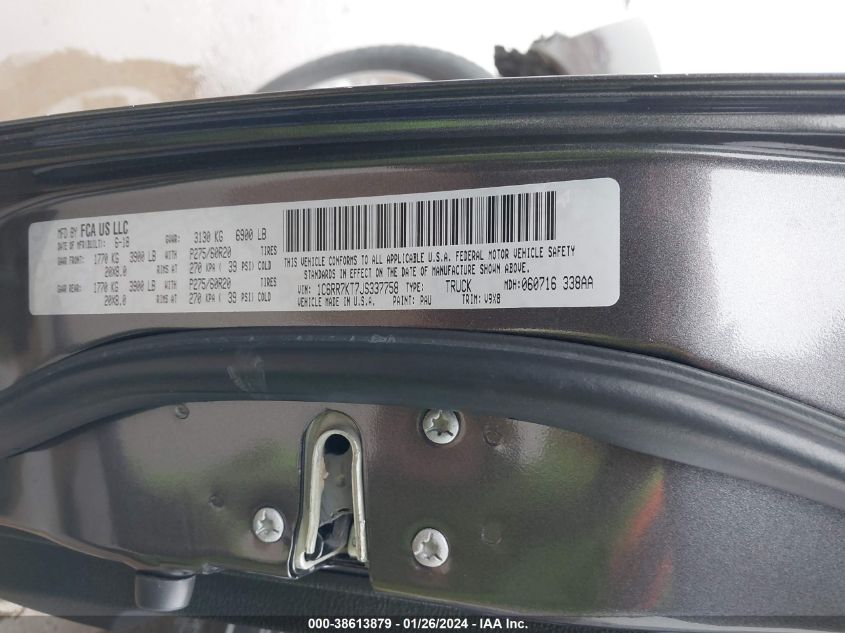 MFD BY FCA US LLC
DATE OF MFR(BUILT): 6-18 GVWR: 3130 KG 6900 LB
GAWR FRONT: 1770 KG 3900 LB WITH P275/60R20 TIRES
20X8.0 RIMS AT 270 KPA ( 39 PSI) COLD
GAWR REAR: 1770 KG 3900 LB WITH P275/60R20 TIRES
20X8.0 RIMS AT 270 KPA ( 39 PSI) COLD
THIS VEHICLE CONFORMS TO ALL APPLICABLE U.S.A. FEDERAL MOTOR VEHICLE SAFETY
STANDARDS IN EFFECT ON THE DATE OF MANUFACTURE SHOWN ABOVE.
VIN: 1C6RR7KT7JS337758 TYPE: TRUCK MDH: 060716 338AA
VEHICLE MADE IN U.S.A. PAINT: PAU TRIM: V9X8
000-38613879 - 01/26/2024 - IAA Inc.